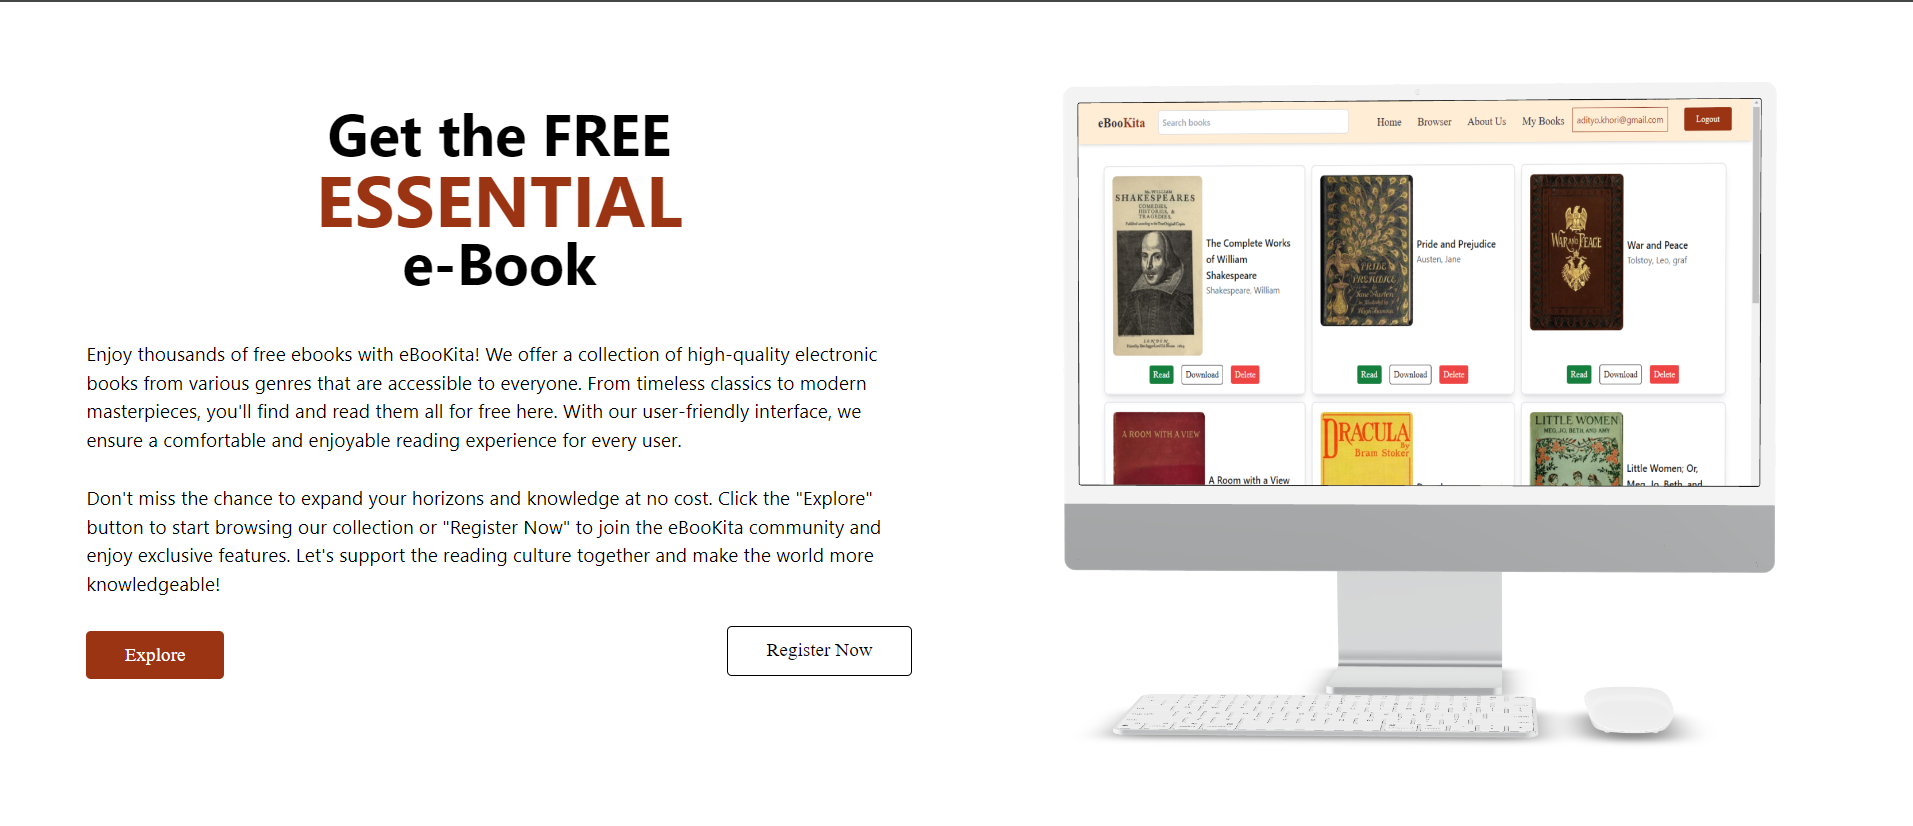 Get the FREE
ESSENTIAL
e-Book
Enjoy thousands of free ebooks with eBooKita! We offer a collection of high-quality electronic
books from various genres that are accessible to everyone. From timeless classics to modern
masterpieces, you'll find and read them all for free here. With our user-friendly interface, we
ensure a comfortable and enjoyable reading experience for every user.
Don't miss the chance to expand your horizons and knowledge at no cost. Click the "Explore"
button to start browsing our collection or "Register Now" to join the eBooKita community and
enjoy exclusive features. Let's support the reading culture together and make the world more
knowledgeable!
Explore
Register Now
eBooKita
Search books
Home Browser About Us My Books adityo.khori@gmail.com Logout
Mr. WILLIAM
SHAKESPEARES
COMEDIES,
HISTORIES, &
TRAGEDIES.
LONDON
The Complete Works
of William
Shakespeare
Shakespeare, William
Read Download Delete
PRIDE
and
PREJUDICE
Pride and Prejudice
Austen, Jane
Read Download Delete
WAR AND PEACE
War and Peace
Tolstoy, Leo, graf
Read Download Delete
A ROOM WITH A VIEW
A Room with a View
DRACULA
By
Bram Stoker
LITTLE WOMEN
MEG, JO, BETH, AND AMY
Little Women; Or,
Meg, Jo, Beth, and